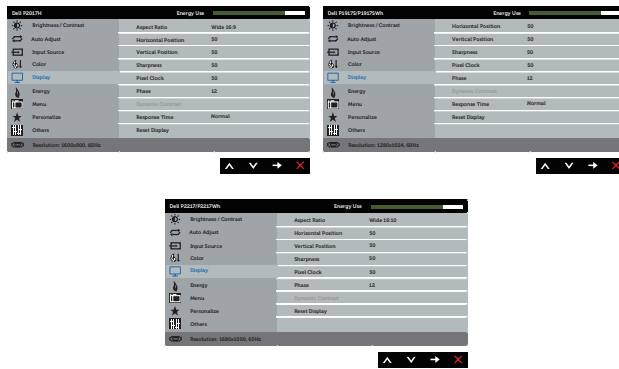 Dell P2017H Energy Use
Brightness / Contrast Aspect Ratio Wide 16:9
Auto Adjust Horizontal Position 50
Input Source Vertical Position 50
Color Sharpness 50
Display Pixel Clock 50
Energy Phase 12
Menu Dynamic Contrast
Personalize Response Time Normal
Others Reset Display
Resolution: 1600x900, 60Hz
Dell P1917S/P1917SWh Energy Use
Brightness / Contrast Horizontal Position 50
Auto Adjust Vertical Position 50
Input Source Sharpness 50
Color Pixel Clock 50
Display Phase 12
Energy Dynamic Contrast
Menu Response Time Normal
Personalize Reset Display
Others
Resolution: 1280x1024, 60Hz
Dell P2217/P2217Wh Energy Use
Brightness / Contrast Aspect Ratio Wide 16:10
Auto Adjust Horizontal Position 50
Input Source Vertical Position 50
Color Sharpness 50
Display Pixel Clock 50
Energy Phase 12
Menu Dynamic Contrast
Personalize Reset Display
Others
Resolution: 1680x1050, 60Hz